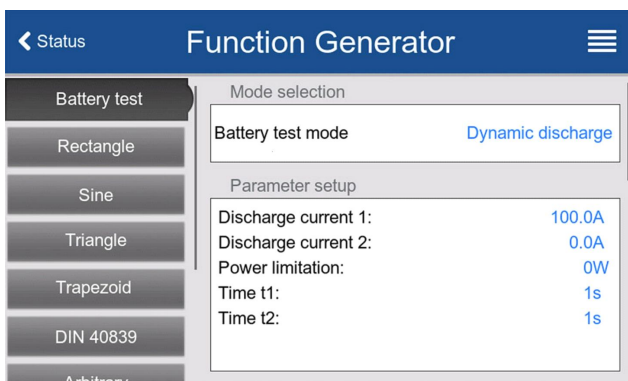 Status
Function Generator
Battery test
Rectangle
Sine
Triangle
Trapezoid
DIN 40839
Mode selection
Battery test mode Dynamic discharge
Parameter setup
Discharge current 1: 100.0A
Discharge current 2: 0.0A
Power limitation: 0W
Time t1: 1s
Time t2: 1s